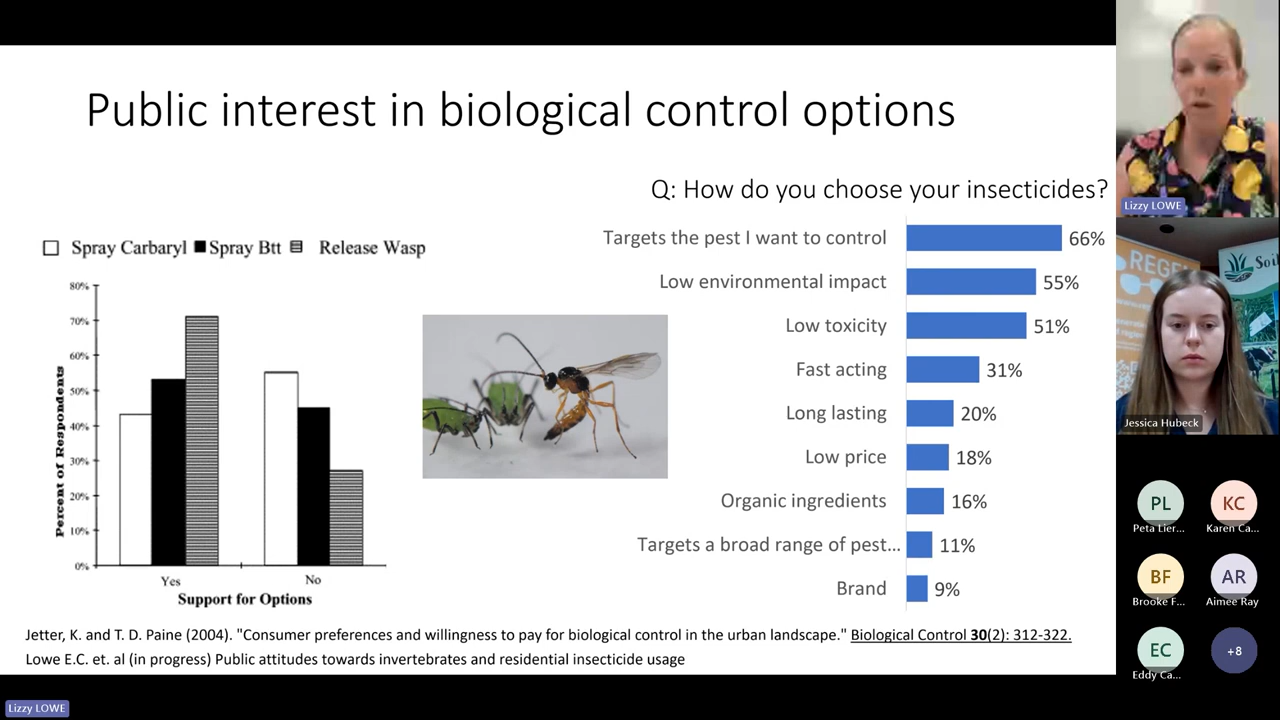 Public interest in biological control options
Q: How do you choose your insecticides?
Spray Carbaryl Spray Btt Release Wasp
80%
70%
60%
50%
40%
30%
20%
10%
0%
Percent of Respondents
Yes No
Support for Options
Targets the pest I want to control 66%
Low environmental impact 55%
Low toxicity 51%
Fast acting 31%
Long lasting 20%
Low price 18%
Organic ingredients 16%
Targets a broad range of pest... 11%
Brand 9%
Jetter, K. and T. D. Paine (2004). "Consumer preferences and willingness to pay for biological control in the urban landscape." Biological Control 30(2): 312-322.
Lowe E.C. et. al (in progress) Public attitudes towards invertebrates and residential insecticide usage
Lizzy LOWE
REGE
Soi
Jessica Hubeck
PL KC
Peta Lier... Karen Ca...
BF AR
Brooke F... Aimee Ray
EC +8
Eddy Ca...
Lizzy LOWE